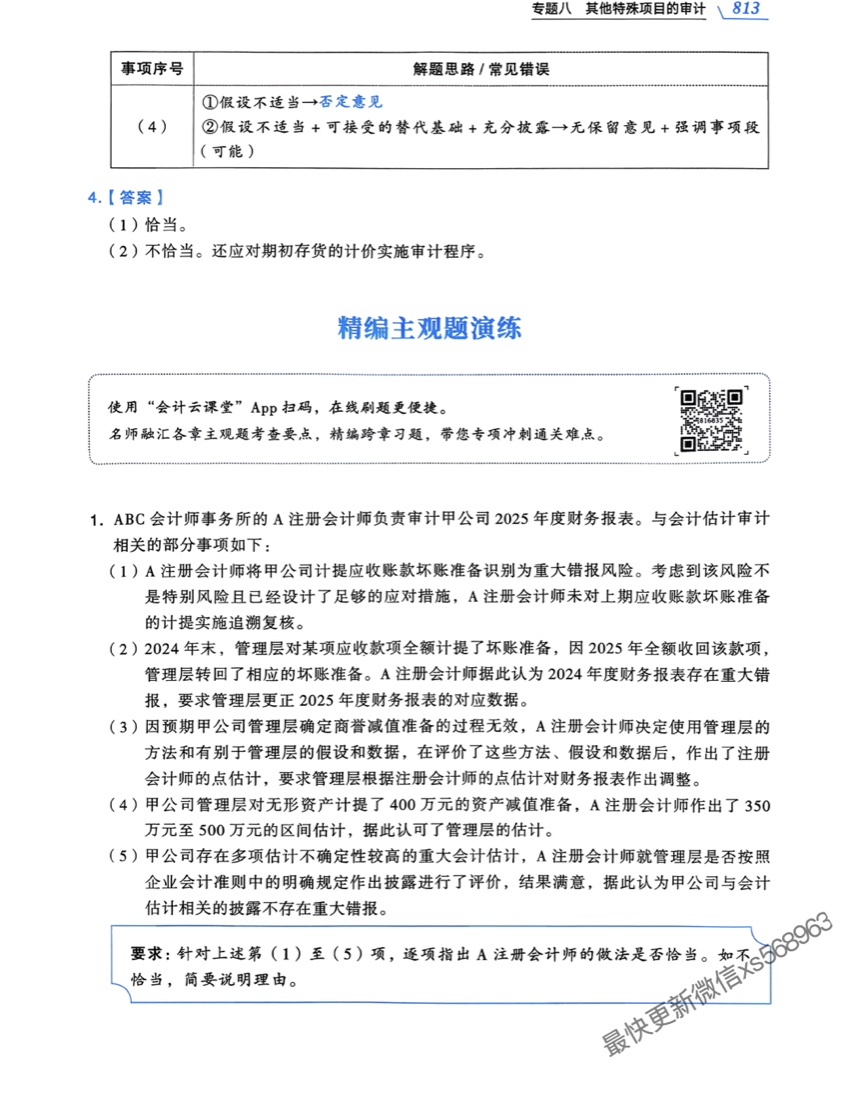 专题八 其他特殊项目的审计 813
事项序号 解题思路/常见错误
(4)
①假设不适当→否定意见
②假设不适当+可接受的替代基础+充分披露→无保留意见+强调事项段
(可能)
4.【答案】
(1)恰当。
(2)不恰当。还应对期初存货的计价实施审计程序。
精编主观题演练
使用“会计云课堂”App扫码，在线刷题更便捷。
名师融汇各章主观题考查要点，精编跨章习题，带您专项冲刺通关难点。
1. ABC会计师事务所的A注册会计师负责审计甲公司2025年度财务报表。与会计估计审计
相关的部分事项如下：
(1)A注册会计师将甲公司计提应收账款坏账准备识别为重大错报风险。考虑到该风险不
是特别风险且已经设计了足够的应对措施，A注册会计师未对上期应收账款坏账准备
的计提实施追溯复核。
(2)2024年末，管理层对某项应收款项全额计提了坏账准备，因2025年全额收回该款项，
管理层转回了相应的坏账准备。A注册会计师据此认为2024年度财务报表存在重大错
报，要求管理层更正2025年度财务报表的对应数据。
(3)因预期甲公司管理层确定商誉减值准备的过程无效，A注册会计师决定使用管理层的
方法和有别于管理层的假设和数据，在评价了这些方法、假设和数据后，作出了注册
会计师的点估计，要求管理层根据注册会计师的点估计对财务报表作出调整。
(4)甲公司管理层对无形资产计提了400万元的资产减值准备，A注册会计师作出了350
万元至500万元的区间估计，据此认可了管理层的估计。
(5)甲公司存在多项估计不确定性较高的重大会计估计，A注册会计师就管理层是否按照
企业会计准则中的明确规定作出披露进行了评价，结果满意，据此认为甲公司与会计
估计相关的披露不存在重大错报。
要求：针对上述第(1)至(5)项，逐项指出A注册会计师的做法是否恰当。如不
恰当，简要说明理由。
最快更新微信xs568963